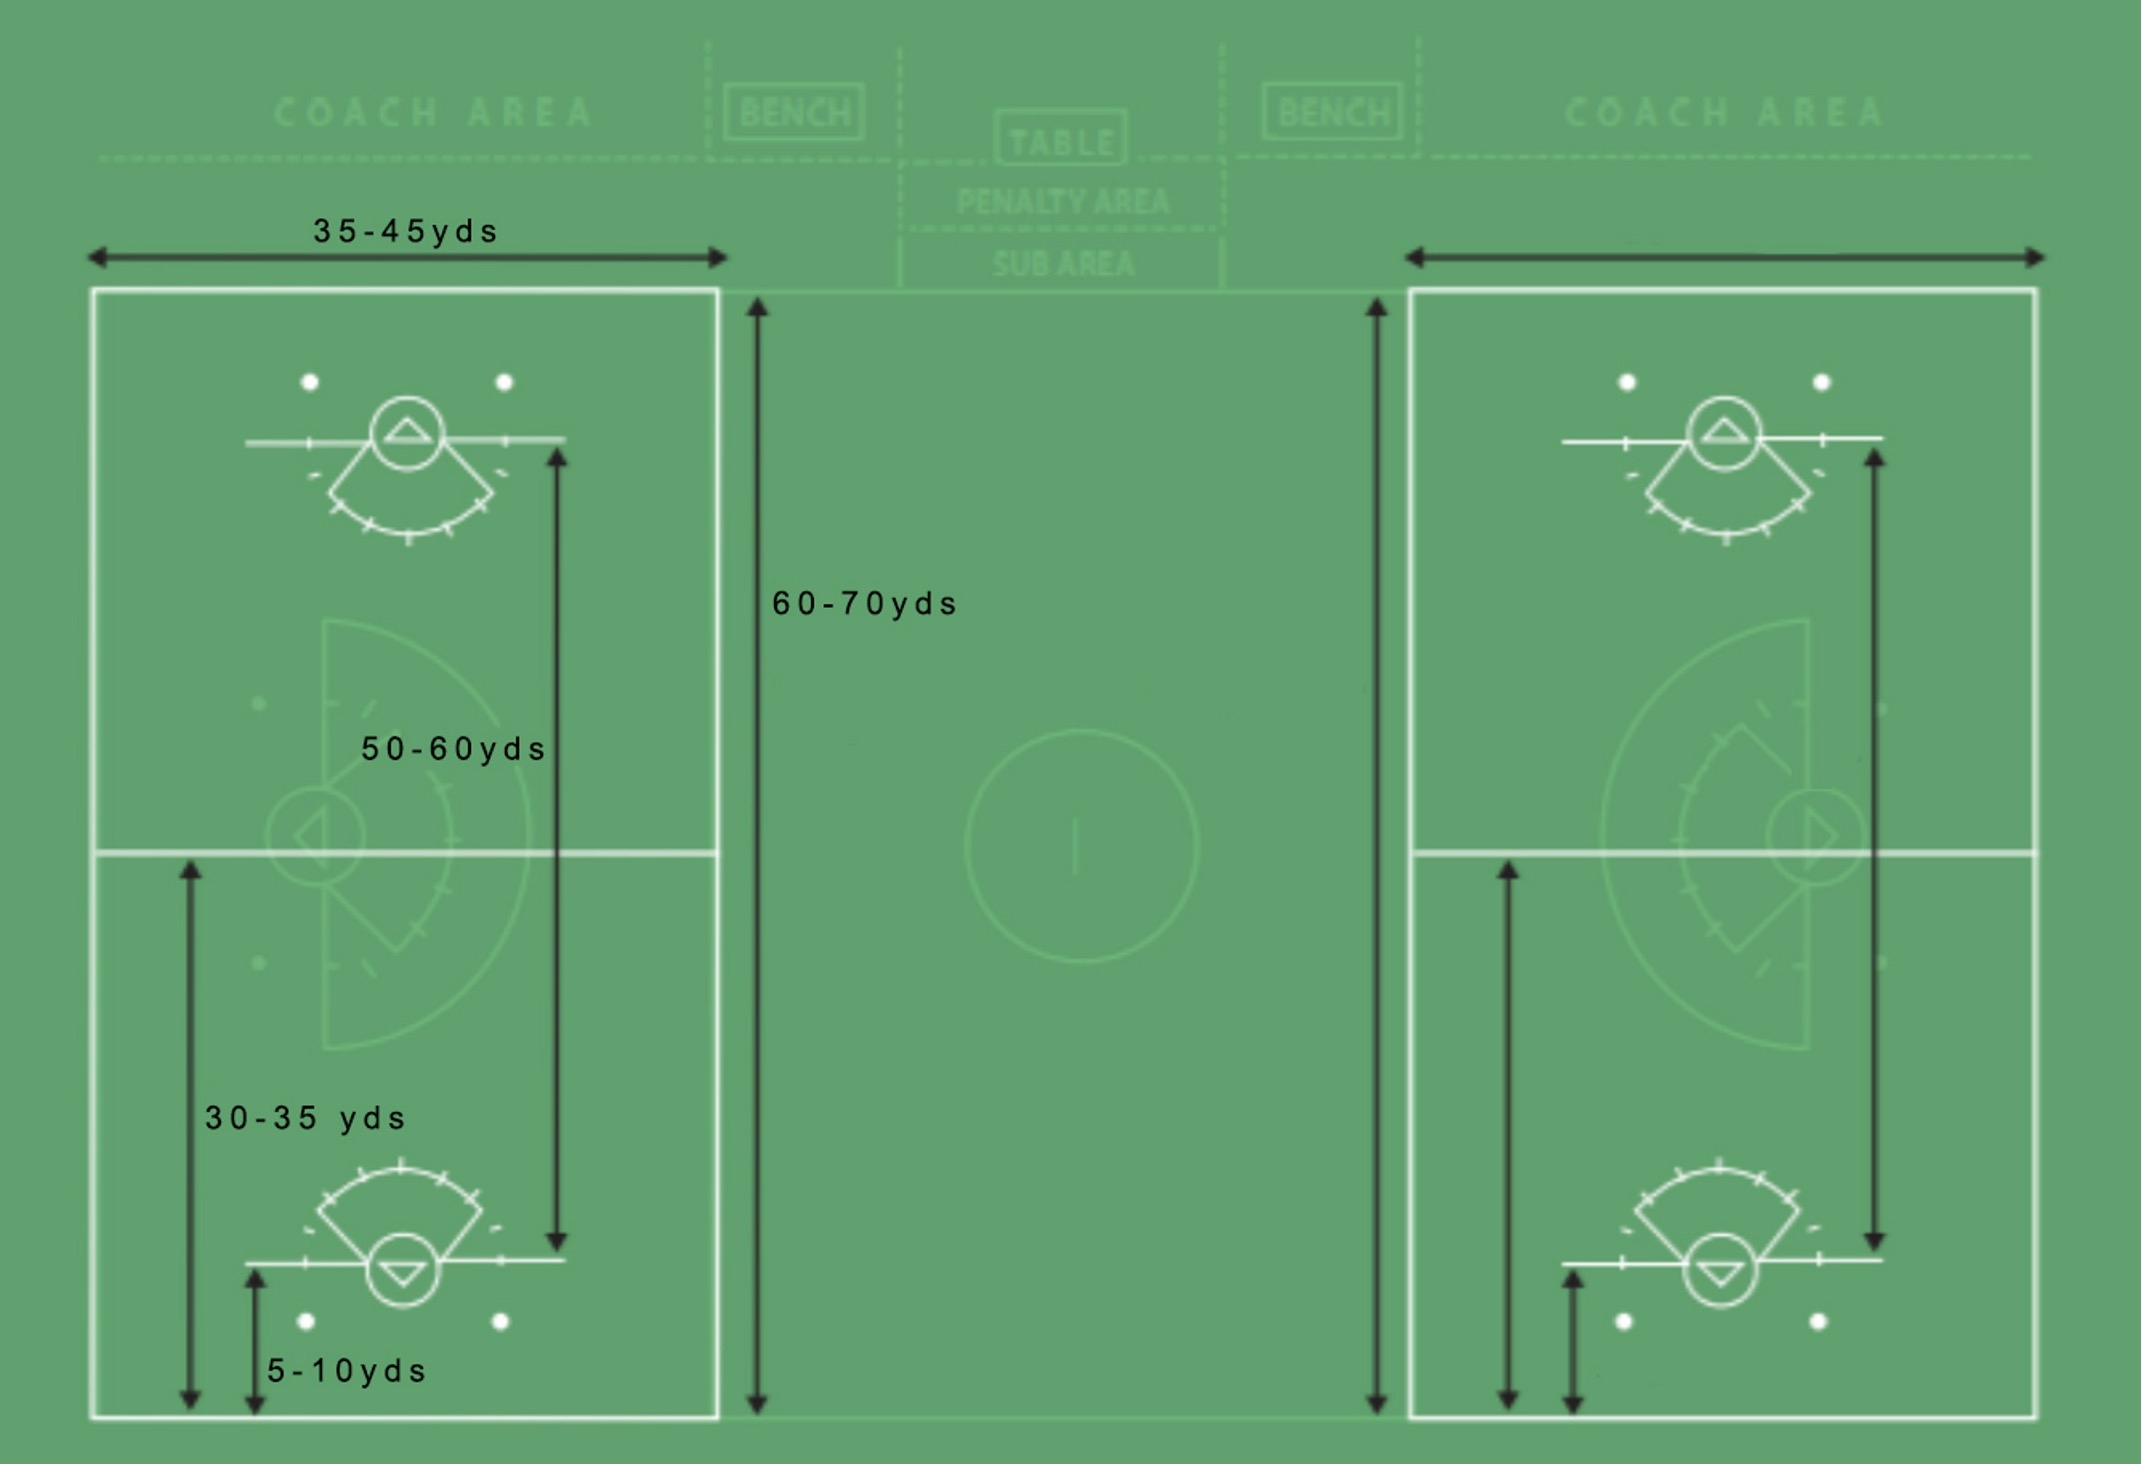 COACH AREA
BENCH
TABLE
BENCH
COACH AREA
PENALTY AREA
SUB AREA
35-45yds
60-70yds
50-60yds
30-35 yds
5-10yds